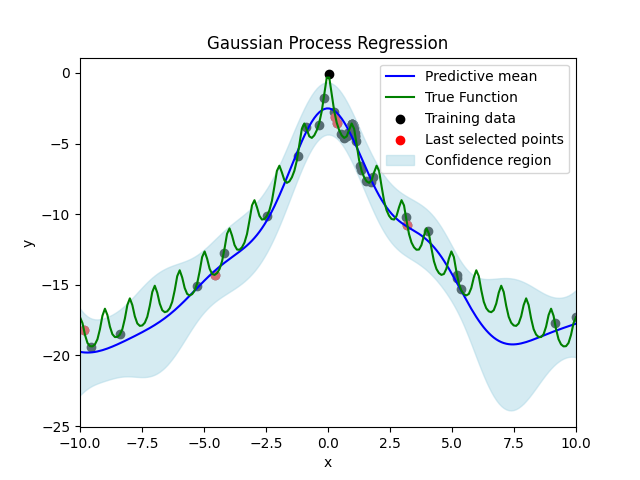 Gaussian Process Regression
Predictive mean
True Function
Training data
Last selected points
Confidence region
y
0
−5
−10
−15
−20
−25
−10.0 −7.5 −5.0 −2.5 0.0 2.5 5.0 7.5 10.0
x